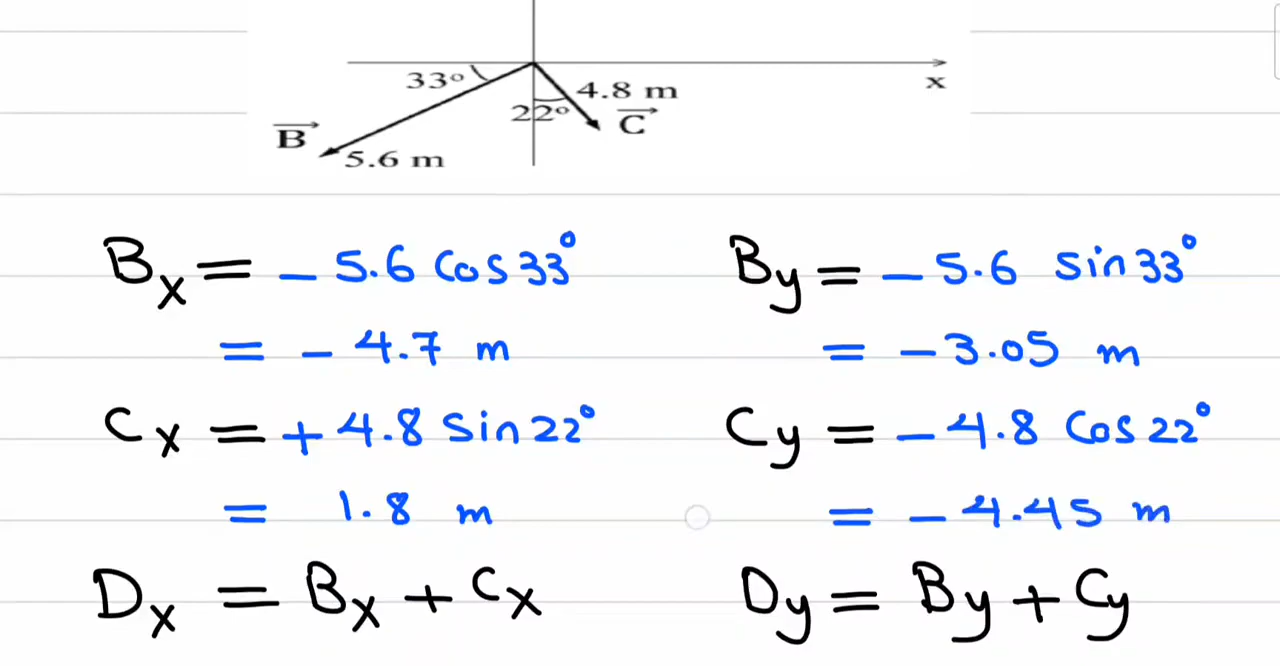 33°
4.8 m
x
22°
C
B
5.6 m
Bx = - 5.6 cos 33°
By = - 5.6 sin 33°
= - 4.7 m
= - 3.05 m
Cx = + 4.8 sin 22°
Cy = - 4.8 cos 22°
= 1.8 m
= - 4.45 m
Dx = Bx + Cx
Dy = By + Cy